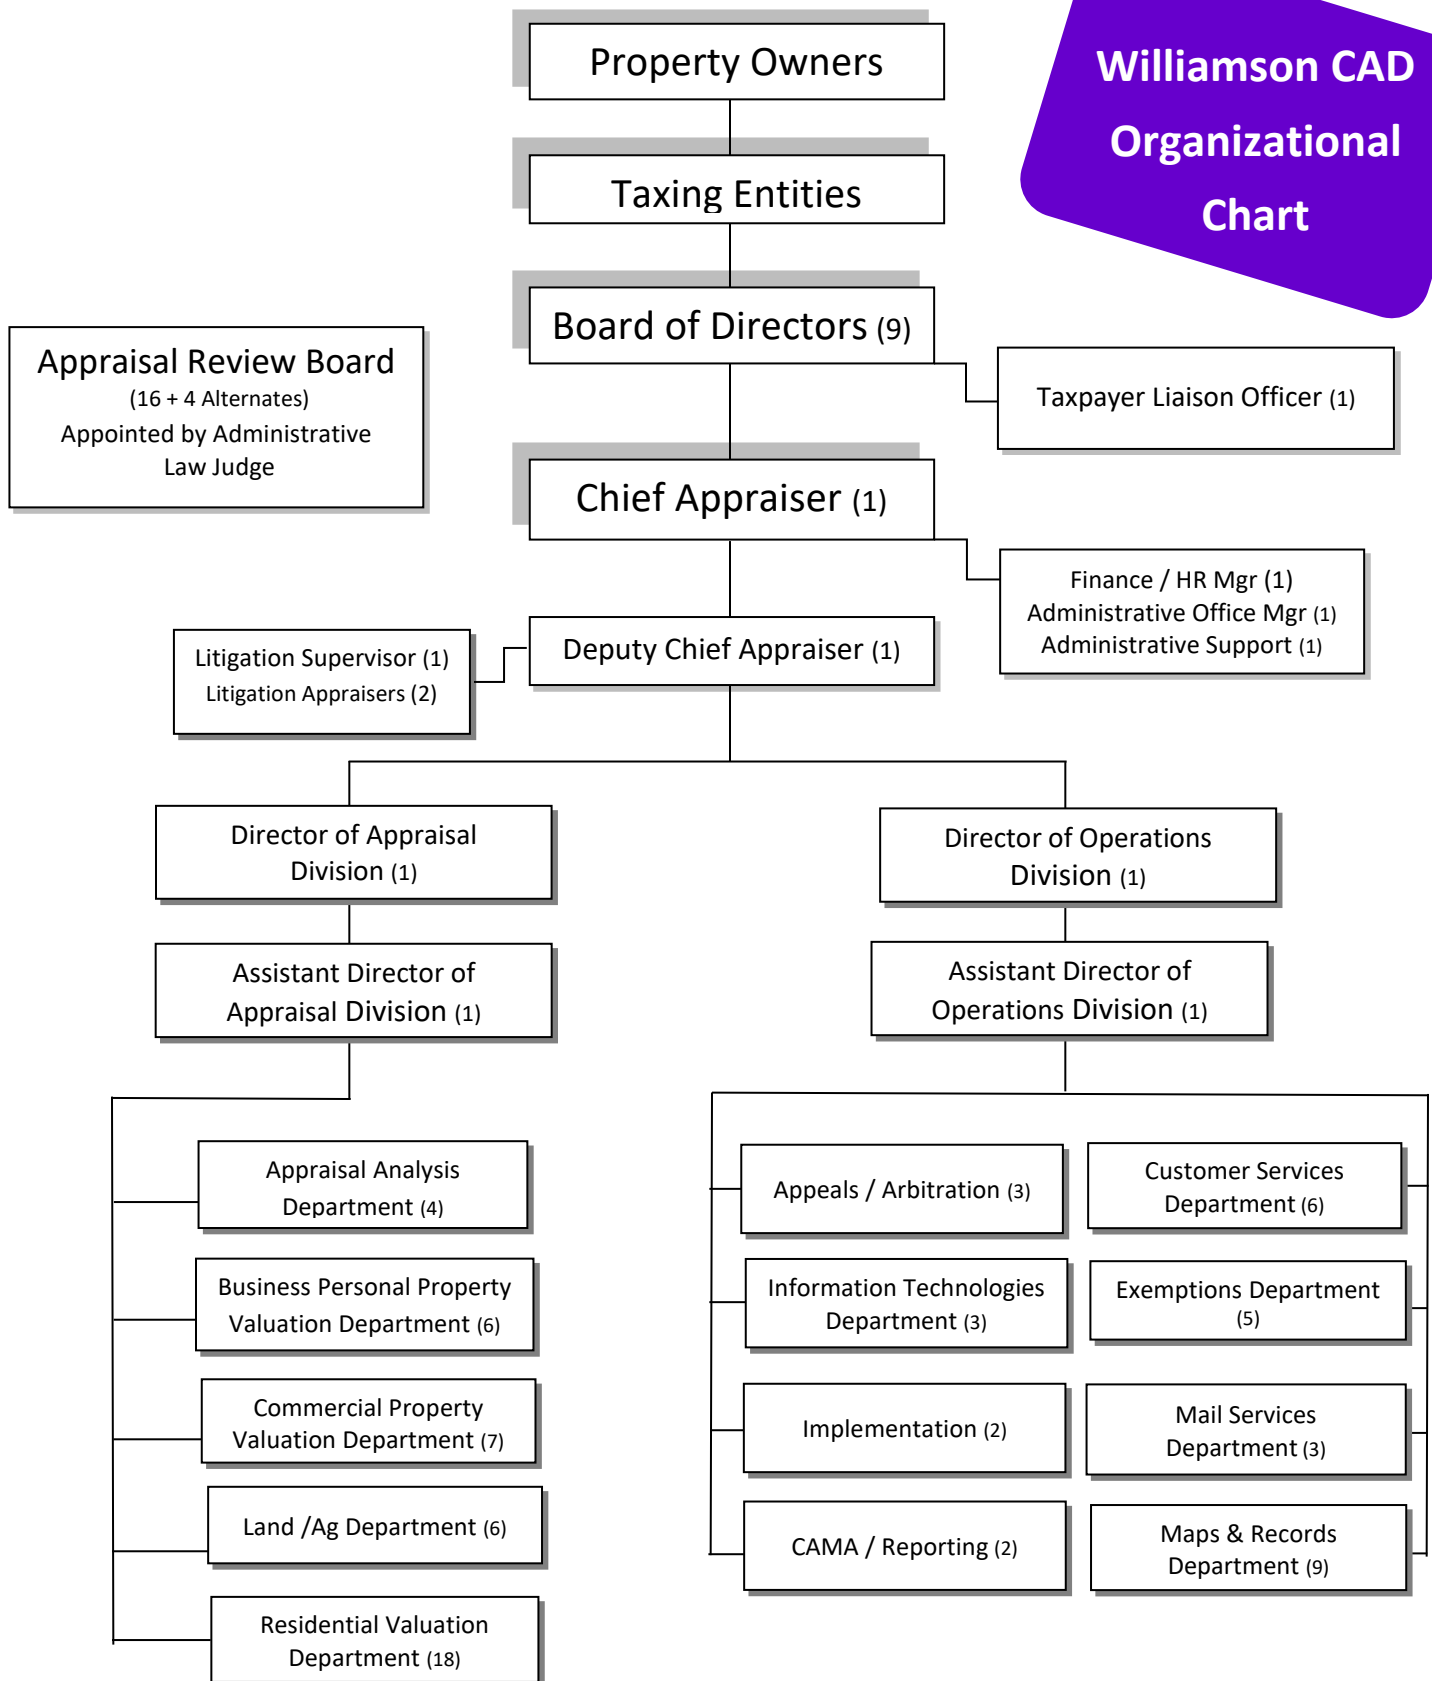 Property Owners
Williamson CAD
Organizational
Chart
Taxing Entities
Board of Directors (9)
Appraisal Review Board
(16 + 4 Alternates)
Appointed by Administrative
Law Judge
Taxpayer Liaison Officer (1)
Chief Appraiser (1)
Finance / HR Mgr (1)
Administrative Office Mgr (1)
Administrative Support (1)
Deputy Chief Appraiser (1)
Litigation Supervisor (1)
Litigation Appraisers (2)
Director of Appraisal
Division (1)
Director of Operations
Division (1)
Assistant Director of
Appraisal Division (1)
Assistant Director of
Operations Division (1)
Appraisal Analysis
Department (4)
Business Personal Property
Valuation Department (6)
Commercial Property
Valuation Department (7)
Land /Ag Department (6)
Residential Valuation
Department (18)
Appeals / Arbitration (3)
Information Technologies
Department (3)
Implementation (2)
CAMA / Reporting (2)
Customer Services
Department (6)
Exemptions Department
(5)
Mail Services
Department (3)
Maps & Records
Department (9)